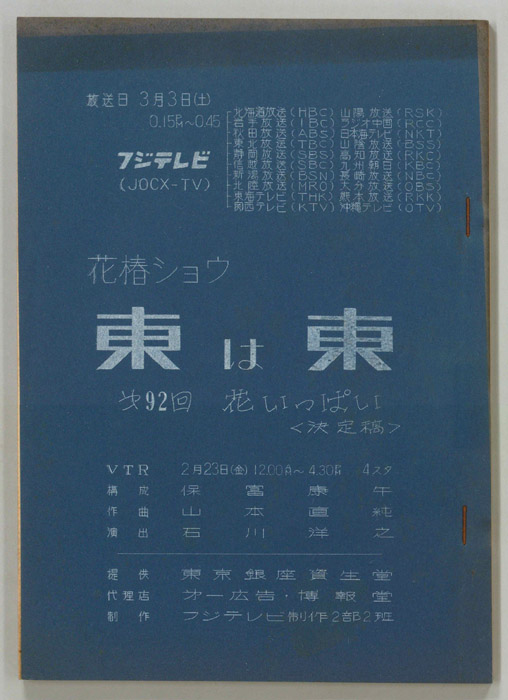 放送日 3月3日(土)
0.15PM〜0.45
フジテレビ
(JOCX-TV)
北海道放送(HBC) 山陽放送(RSK)
岩手放送(IBC) ラジオ中国(RCC)
秋田放送(ABS) 日本海テレビ(NKT)
東北放送(TBC) 山陰放送(BSS)
静岡放送(SBS) 高知放送(RKC)
信越放送(SBC) 九州朝日(KBC)
新潟放送(BSN) 長崎放送(NBC)
北陸放送(MRO) 大分放送(OBS)
東海テレビ(THK) 熊本放送(RKK)
関西テレビ(KTV) 沖縄テレビ(OTV)
花椿ショウ
東は東
才92回 花いっぱい
<決定稿>
VTR 2月23日(金) 12.00PM〜4.30PM 4スタ
構成 保富康午
作曲 山本直純
演出 石川洋之
提供 東京銀座資生堂
代理店 才一広告・博報堂
制作 フジテレビ制作2部2班